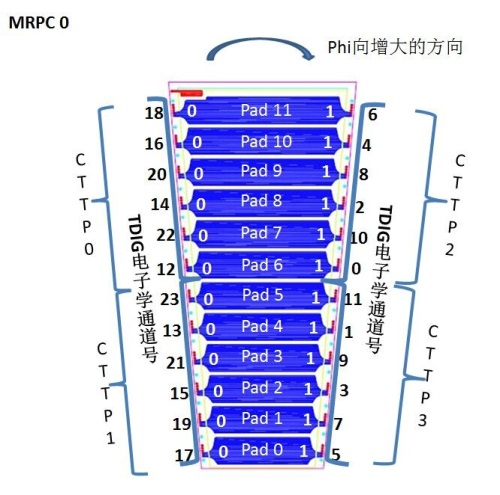 MRPC 0
Phi向增大的方向
18 0 Pad 11 1 6
16 0 Pad 10 1 4
20 0 Pad 9 1 8
14 0 Pad 8 1 2
22 0 Pad 7 1 10
12 0 Pad 6 1 0
23 0 Pad 5 1 11
13 0 Pad 4 1 1
21 0 Pad 3 1 9
15 0 Pad 2 1 3
19 0 Pad 1 1 7
17 0 Pad 0 1 5
CTTP0
CTTP1
TDIG电子学通道号
TDIG电子学通道号
CTTP2
CTTP3